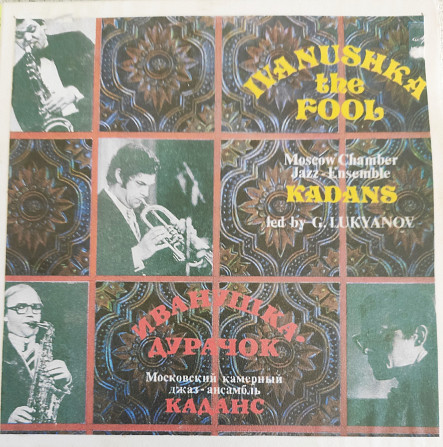 IVANUSHKA
the
FOOL
Moscow Chamber
Jazz-Ensemble
KADANS
led by G. LUKYANOV
ИВАНУШКА-
ДУРАЧОК
Московский камерный
джаз-ансамбль
КАДАНС